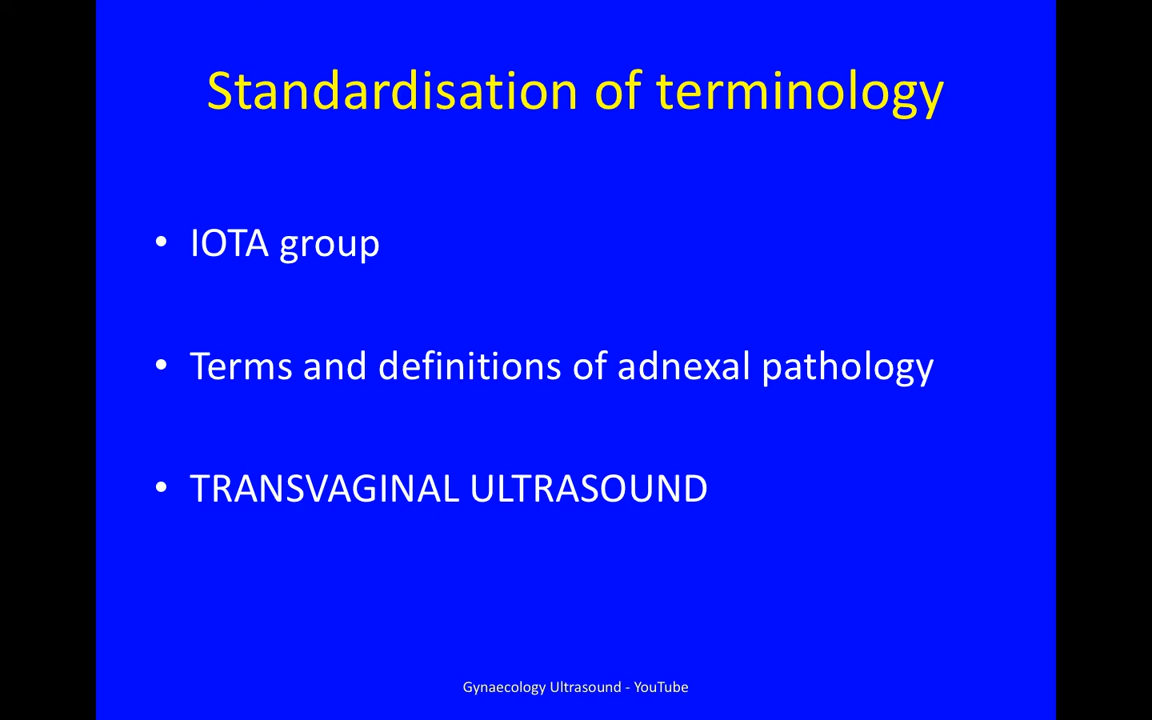 Standardisation of terminology
• IOTA group
• Terms and definitions of adnexal pathology
• TRANSVAGINAL ULTRASOUND
Gynaecology Ultrasound - YouTube